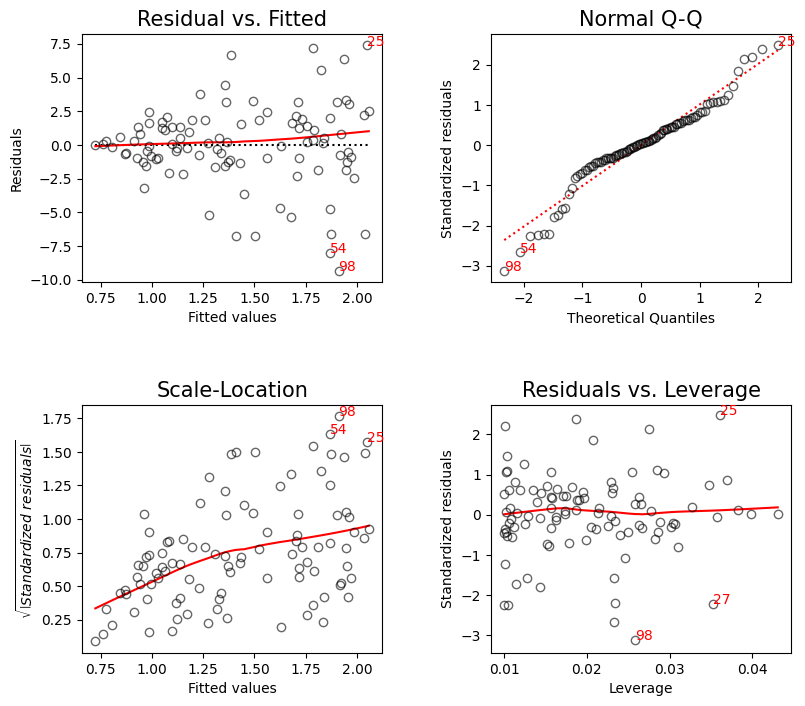 Residual vs. Fitted
Residuals
7.5
5.0
2.5
0.0
−2.5
−5.0
−7.5
−10.0
25
54
98
0.75 1.00 1.25 1.50 1.75 2.00
Fitted values
Normal Q-Q
Standardized residuals
2
1
0
−1
−2
−3
25
54
98
−2 −1 0 1 2
Theoretical Quantiles
Scale-Location
√|Standardized residuals|
1.75
1.50
1.25
1.00
0.75
0.50
0.25
98
54
25
0.75 1.00 1.25 1.50 1.75 2.00
Fitted values
Residuals vs. Leverage
Standardized residuals
2
1
0
−1
−2
−3
25
27
98
0.01 0.02 0.03 0.04
Leverage